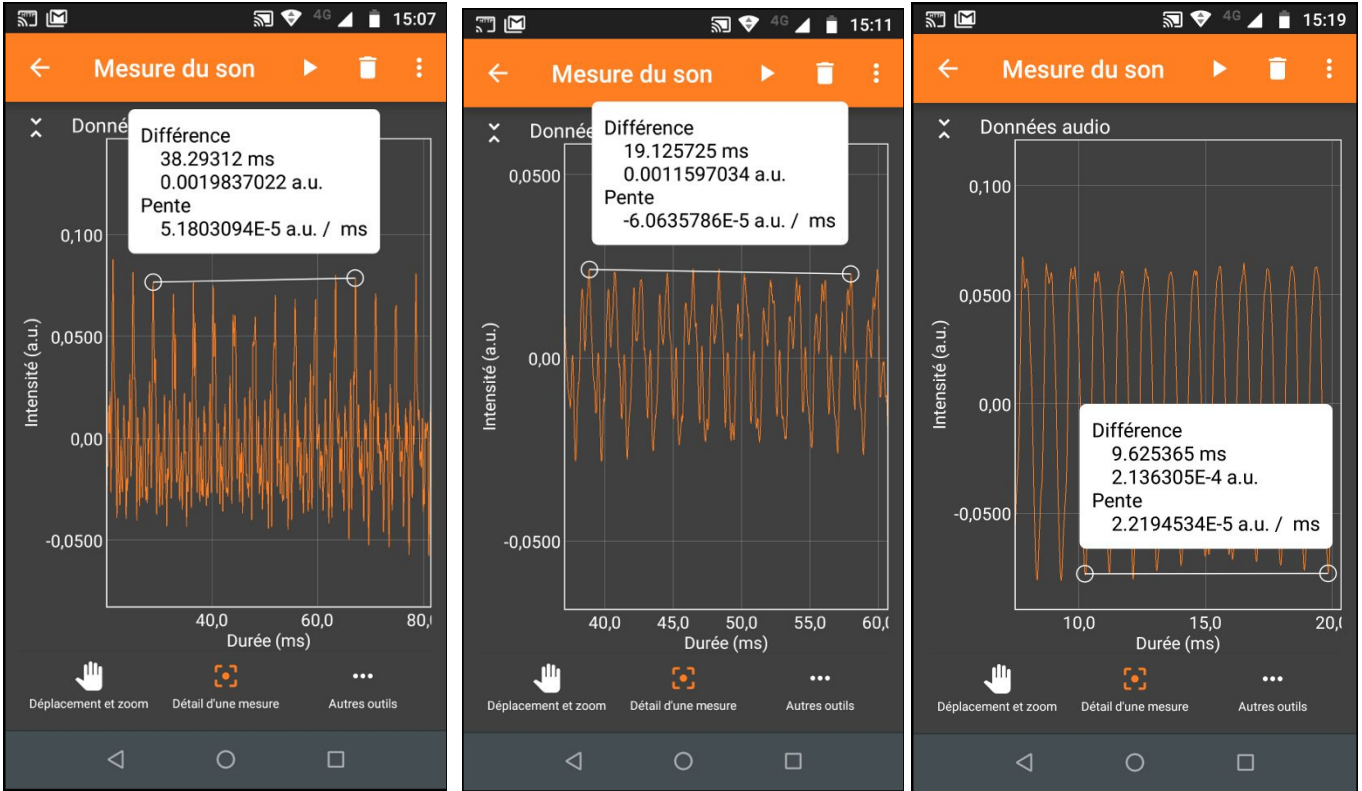 4G 15:07
Mesure du son
Donné
Différence
38.29312 ms
0.0019837022 a.u.
Pente
5.1803094E-5 a.u. / ms
0,100
0,0500
0,00
-0,0500
Intensité (a.u.)
40,0 60,0 80,
Durée (ms)
Déplacement et zoom Détail d'une mesure Autres outils
4G 15:11
Mesure du son
Données
Différence
19.125725 ms
0.0011597034 a.u.
Pente
-6.0635786E-5 a.u. / ms
0,0500
0,00
-0,0500
Intensité (a.u.)
40,0 45,0 50,0 55,0 60,
Durée (ms)
Déplacement et zoom Détail d'une mesure Autres outils
4G 15:19
Mesure du son
Données audio
0,100
0,0500
0,00
-0,0500
Intensité (a.u.)
Différence
9.625365 ms
2.136305E-4 a.u.
Pente
2.2194534E-5 a.u. / ms
10,0 15,0 20,
Durée (ms)
Déplacement et zoom Détail d'une mesure Autres outils